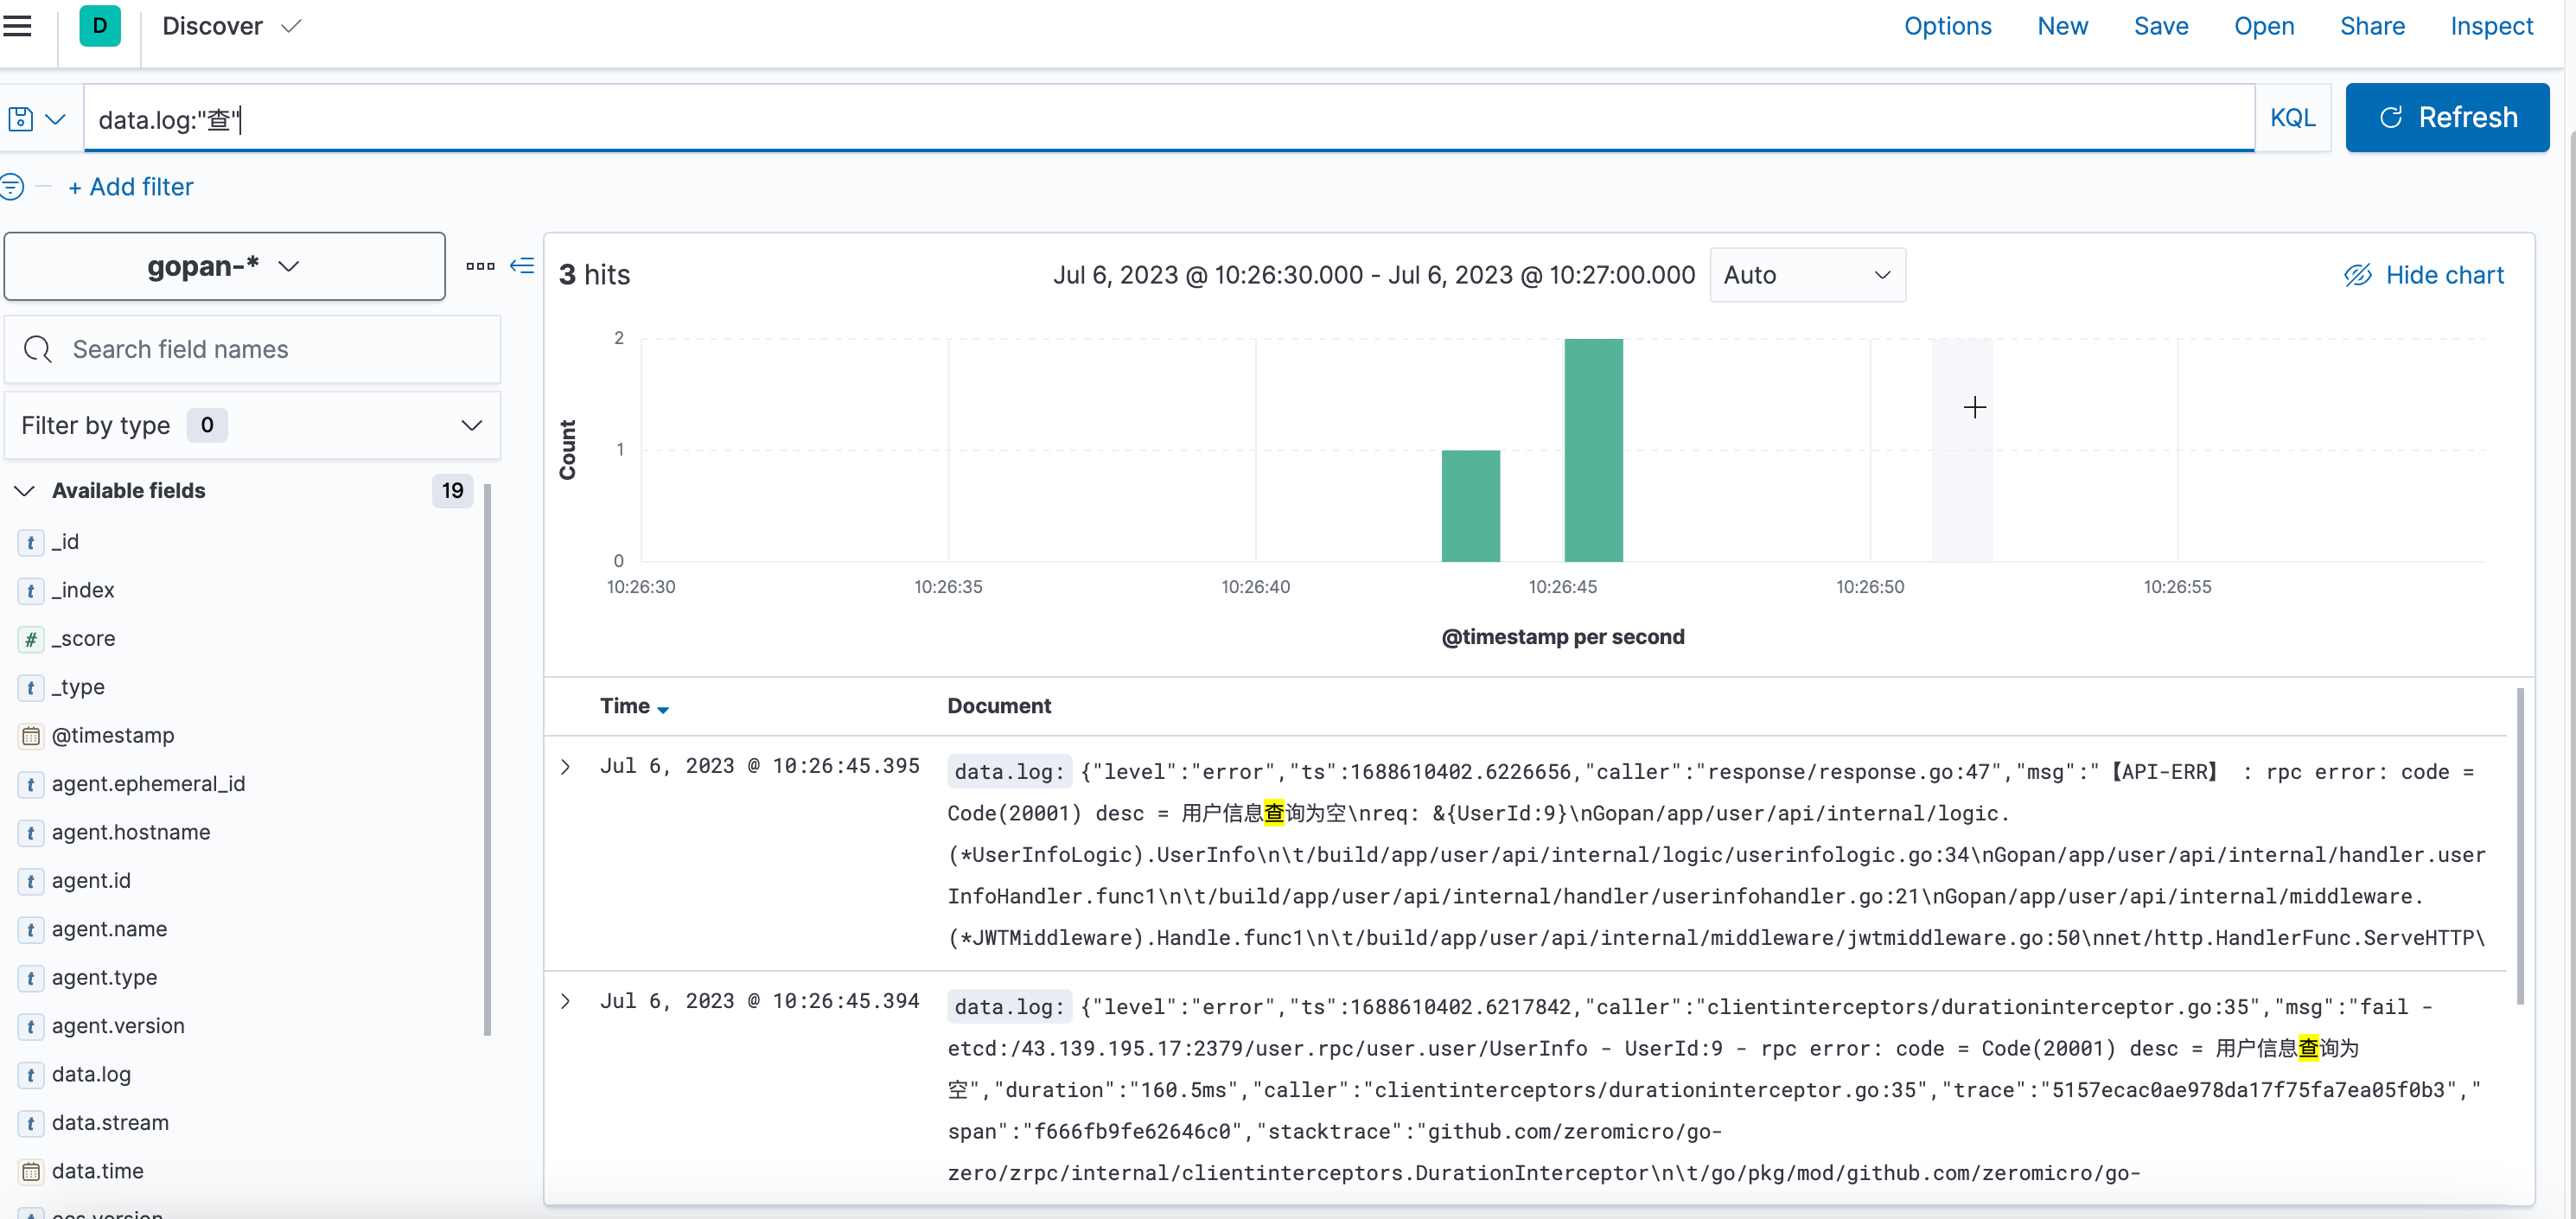 D Discover Options New Save Open Share Inspect
data.log:"查" KQL Refresh
+ Add filter
gopan-*
3 hits Jul 6, 2023 @ 10:26:30.000 - Jul 6, 2023 @ 10:27:00.000 Auto Hide chart
Search field names
Filter by type 0
Available fields 19
_id
_index
_score
_type
@timestamp
agent.ephemeral_id
agent.hostname
agent.id
agent.name
agent.type
agent.version
data.log
data.stream
data.time
ecs.version
Count
2
1
0
10:26:30 10:26:35 10:26:40 10:26:45 10:26:50 10:26:55
@timestamp per second
Time Document
Jul 6, 2023 @ 10:26:45.395 data.log: {"level":"error","ts":1688610402.6226656,"caller":"response/response.go:47","msg":"【API-ERR】 : rpc error: code =
Code(20001) desc = 用户信息查询为空\nreq: &{UserId:9}\nGopan/app/user/api/internal/logic.
(*UserInfoLogic).UserInfo\n\t/build/app/user/api/internal/logic/userinfologic.go:34\nGopan/app/user/api/internal/handler.user
InfoHandler.func1\n\t/build/app/user/api/internal/handler/userinfohandler.go:21\nGopan/app/user/api/internal/middleware.
(*JWTMiddleware).Handle.func1\n\t/build/app/user/api/internal/middleware/jwtmiddleware.go:50\nnet/http.HandlerFunc.ServeHTTP\
Jul 6, 2023 @ 10:26:45.394 data.log: {"level":"error","ts":1688610402.6217842,"caller":"clientinterceptors/durationinterceptor.go:35","msg":"fail -
etcd:/43.139.195.17:2379/user.rpc/user.user/UserInfo - UserId:9 - rpc error: code = Code(20001) desc = 用户信息查询为
空","duration":"160.5ms","caller":"clientinterceptors/durationinterceptor.go:35","trace":"5157ecac0ae978da17f75fa7ea05f0b3","
span":"f666fb9fe62646c0","stacktrace":"github.com/zeromicro/go-
zero/zrpc/internal/clientinterceptors.DurationInterceptor\n\t/go/pkg/mod/github.com/zeromicro/go-